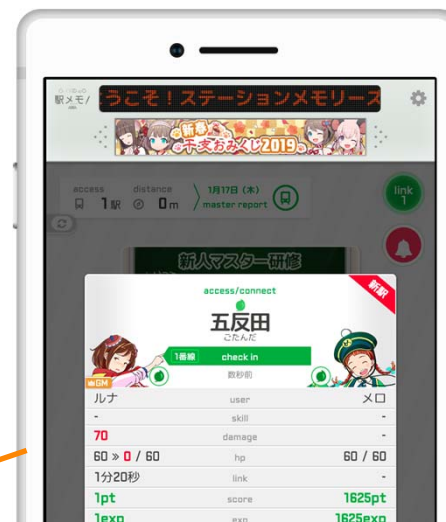 駅メモ!
うこそ！ステーションメモリーズ
新春
干支おみくじ2019
access
1駅
distance
0m
1月17日（木）
master report
link
1
新人マスター研修
新駅
access/connect
五反田
ごたんだ
1番線 check in
数秒前
GM
ルナ user メロ
- skill -
70 damage -
60 » 0 / 60 hp 60 / 60
1分20秒 link -
1pt score 1625pt
1exp exp 1625exp